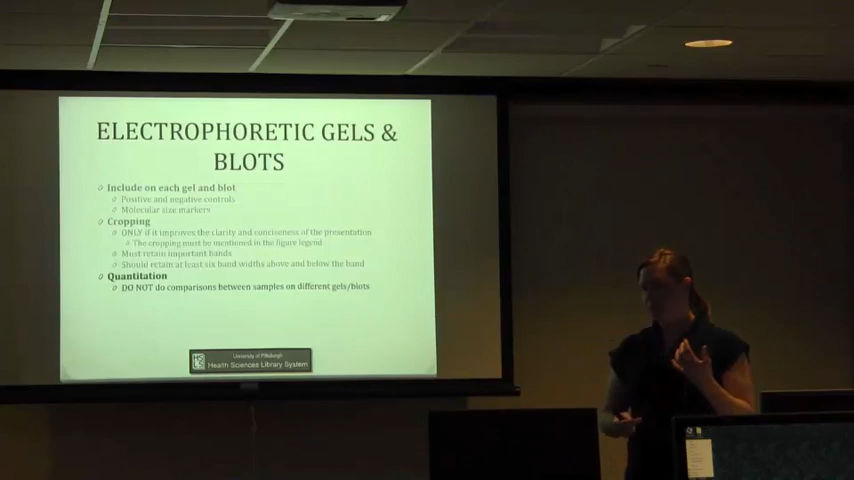 ELECTROPHORETIC GELS &
BLOTS
Include on each gel and blot
Positive and negative controls
Molecular size markers
Cropping
ONLY if it improves the clarity and conciseness of the presentation
The cropping must be mentioned in the figure legend
Must retain important bands
Should retain at least six band widths above and below the band
Quantitation
DO NOT do comparisons between samples on different gels/blots
University of Pittsburgh
Health Sciences Library System